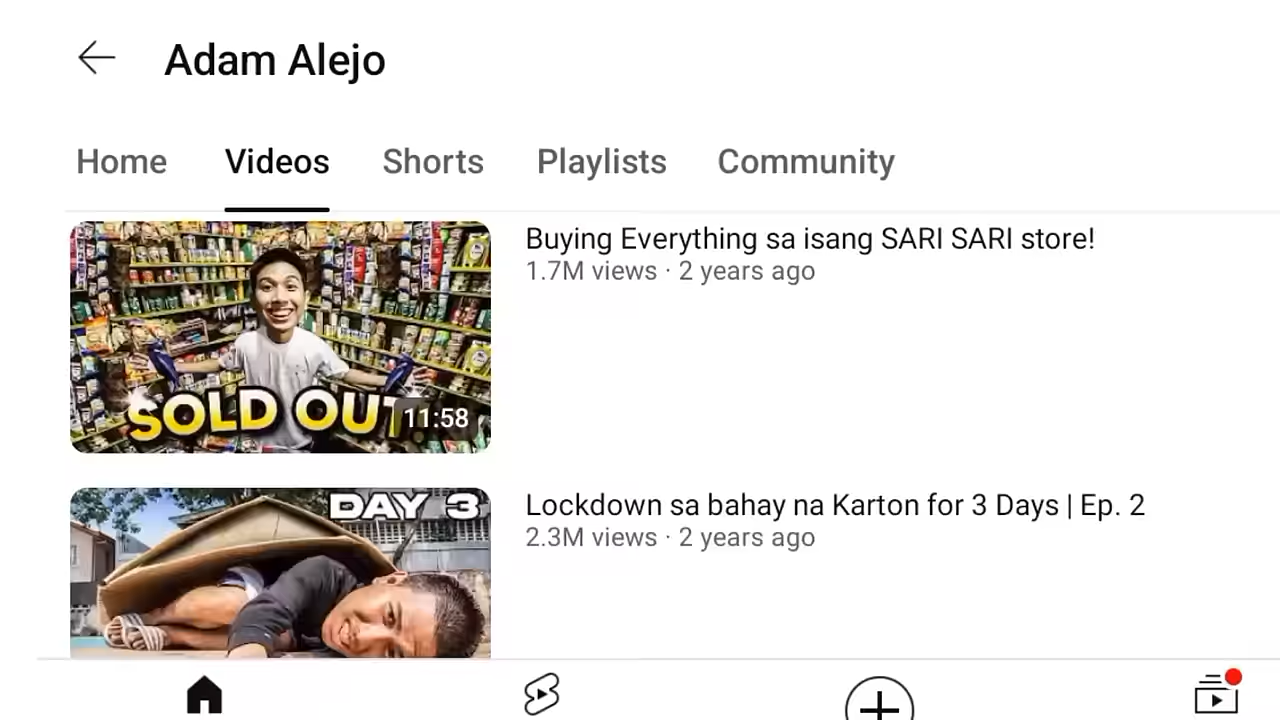 Adam Alejo
Home Videos Shorts Playlists Community
Buying Everything sa isang SARI SARI store!
1.7M views · 2 years ago
SOLD OUT
11:58
DAY 3
Lockdown sa bahay na Karton for 3 Days | Ep. 2
2.3M views · 2 years ago